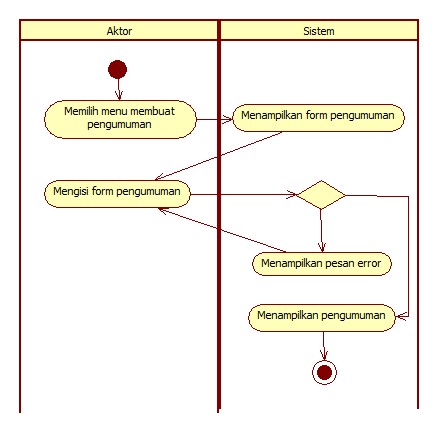 Aktor
Sistem
Memilih menu membuat
pengumuman
Menampilkan form pengumuman
Mengisi form pengumuman
Menampilkan pesan error
Menampilkan pengumuman